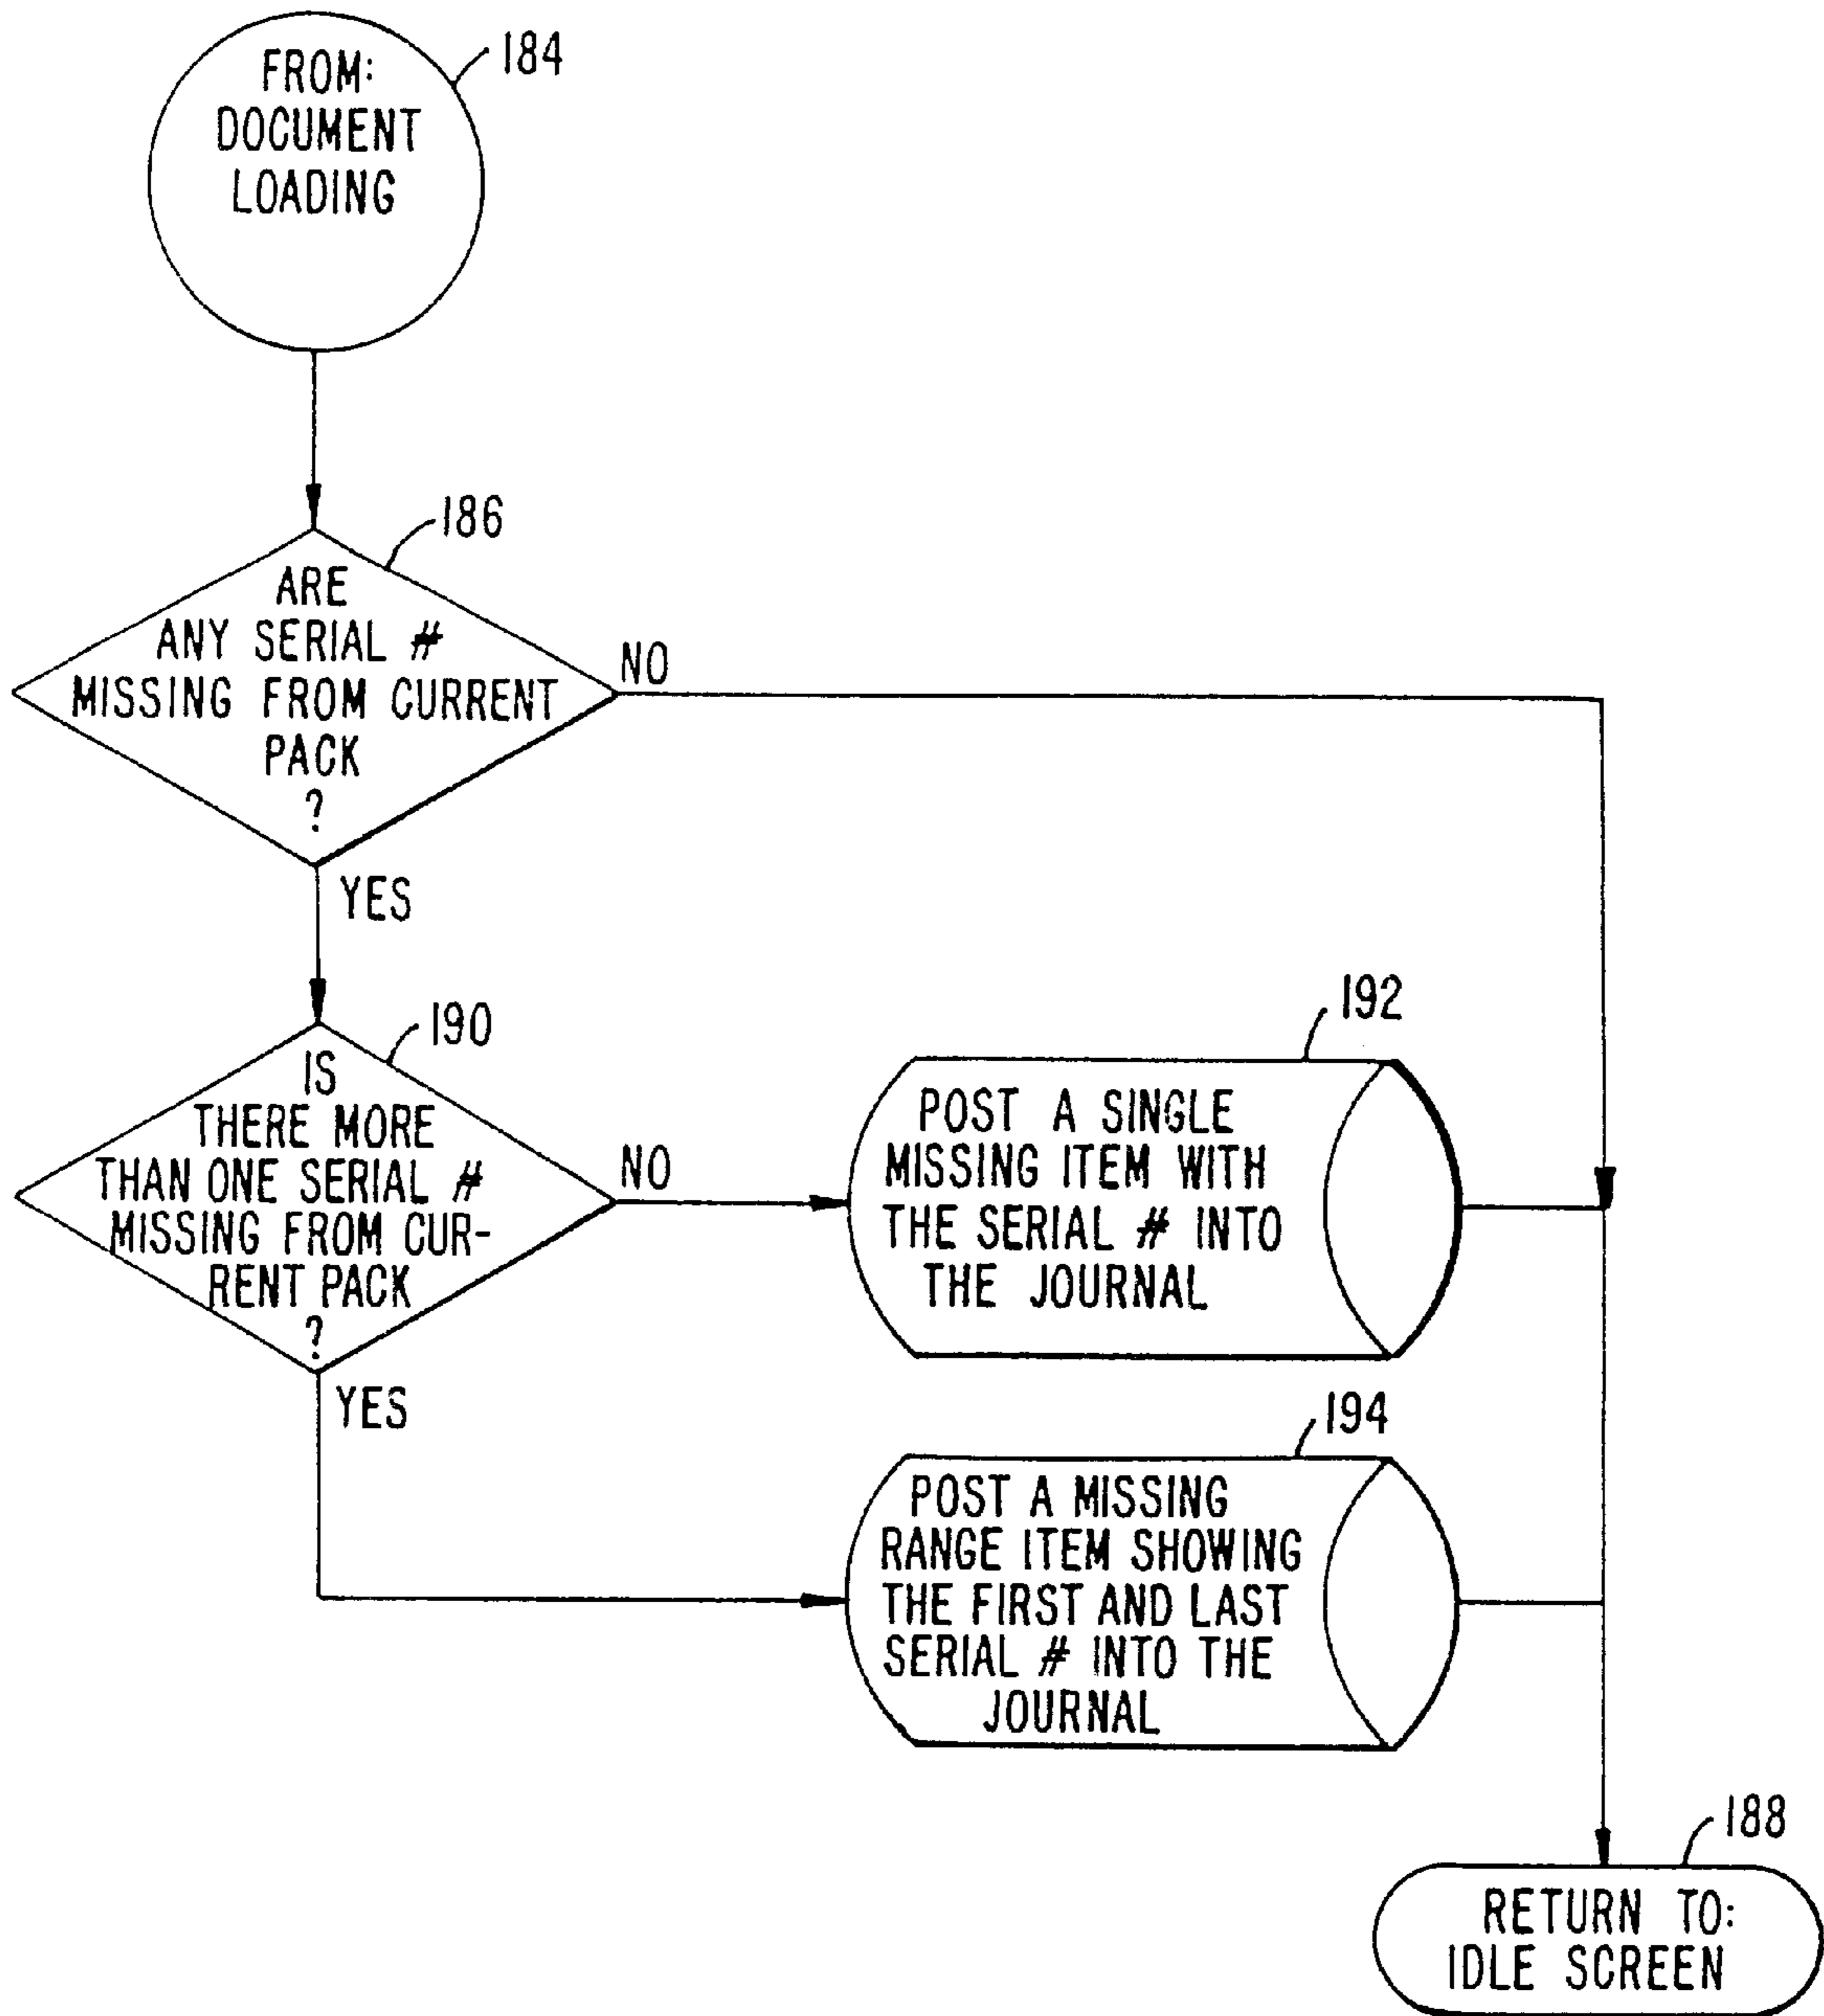 FROM:
DOCUMENT
LOADING
184
186
ARE
ANY SERIAL #
MISSING FROM CURRENT
PACK
?
NO
YES
190
IS
THERE MORE
THAN ONE SERIAL #
MISSING FROM CUR-
RENT PACK
?
NO
YES
192
POST A SINGLE
MISSING ITEM WITH
THE SERIAL # INTO
THE JOURNAL
194
POST A MISSING
RANGE ITEM SHOWING
THE FIRST AND LAST
SERIAL # INTO THE
JOURNAL
188
RETURN TO:
IDLE SCREEN